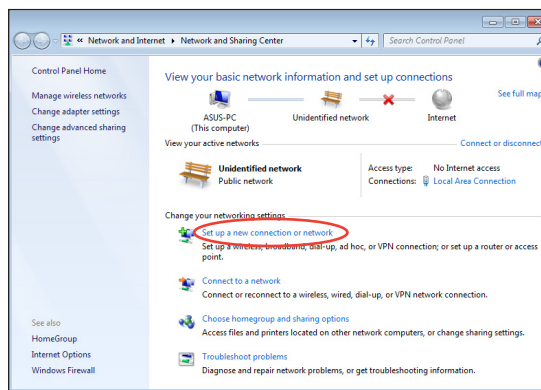 « Network and Internet ▸ Network and Sharing Center
Search Control Panel
Control Panel Home
Manage wireless networks
Change adapter settings
Change advanced sharing
settings
See also
HomeGroup
Internet Options
Windows Firewall
View your basic network information and set up connections
See full map
ASUS-PC
(This computer)
Unidentified network
Internet
View your active networks
Connect or disconnect
Unidentified network
Public network
Access type: No Internet access
Connections: Local Area Connection
Change your networking settings
Set up a new connection or network
Set up a wireless, broadband, dial-up, ad hoc, or VPN connection; or set up a router or access
point.
Connect to a network
Connect or reconnect to a wireless, wired, dial-up, or VPN network connection.
Choose homegroup and sharing options
Access files and printers located on other network computers, or change sharing settings.
Troubleshoot problems
Diagnose and repair network problems, or get troubleshooting information.